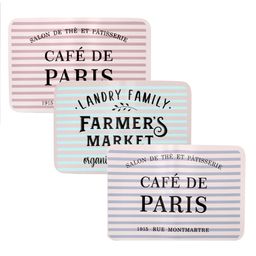 SALON DE THÉ ET PÂTISSERIE
CAFÉ DE
PARIS
1915
LANDRY FAMILY
FARMER'S
MARKET
organi
SALON DE THÉ ET PÂTISSERIE
CAFÉ DE
PARIS
1915 RUE MONTMARTRE